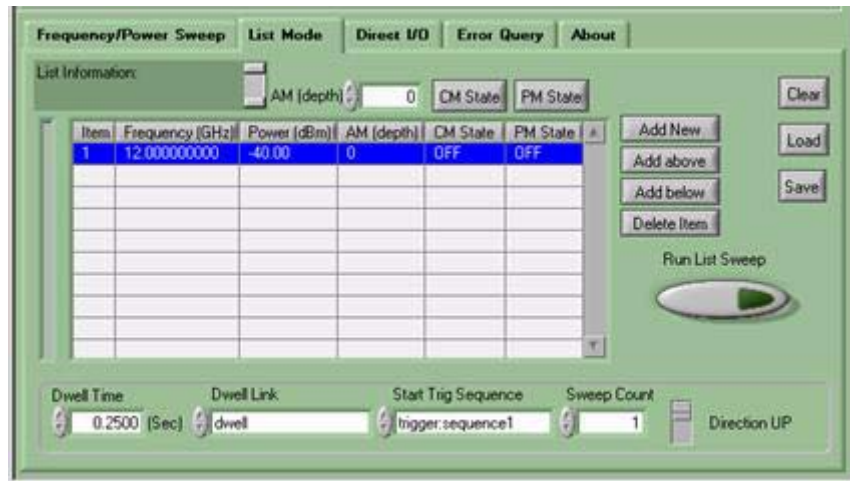 Frequency/Power Sweep List Mode Direct I/O Error Query About
List Information:
AM (depth) 0 CM State PM State Clear
Item Frequency (GHz) Power (dBm) AM (depth) CM State PM State Add New Load
1 12.000000000 -40.00 0 OFF OFF Add above
Add below Save
Delete Item
Run List Sweep
Dwell Time Dwell Link Start Trig Sequence Sweep Count
0.2500 (Sec) dwell trigger:sequence1 1 Direction UP